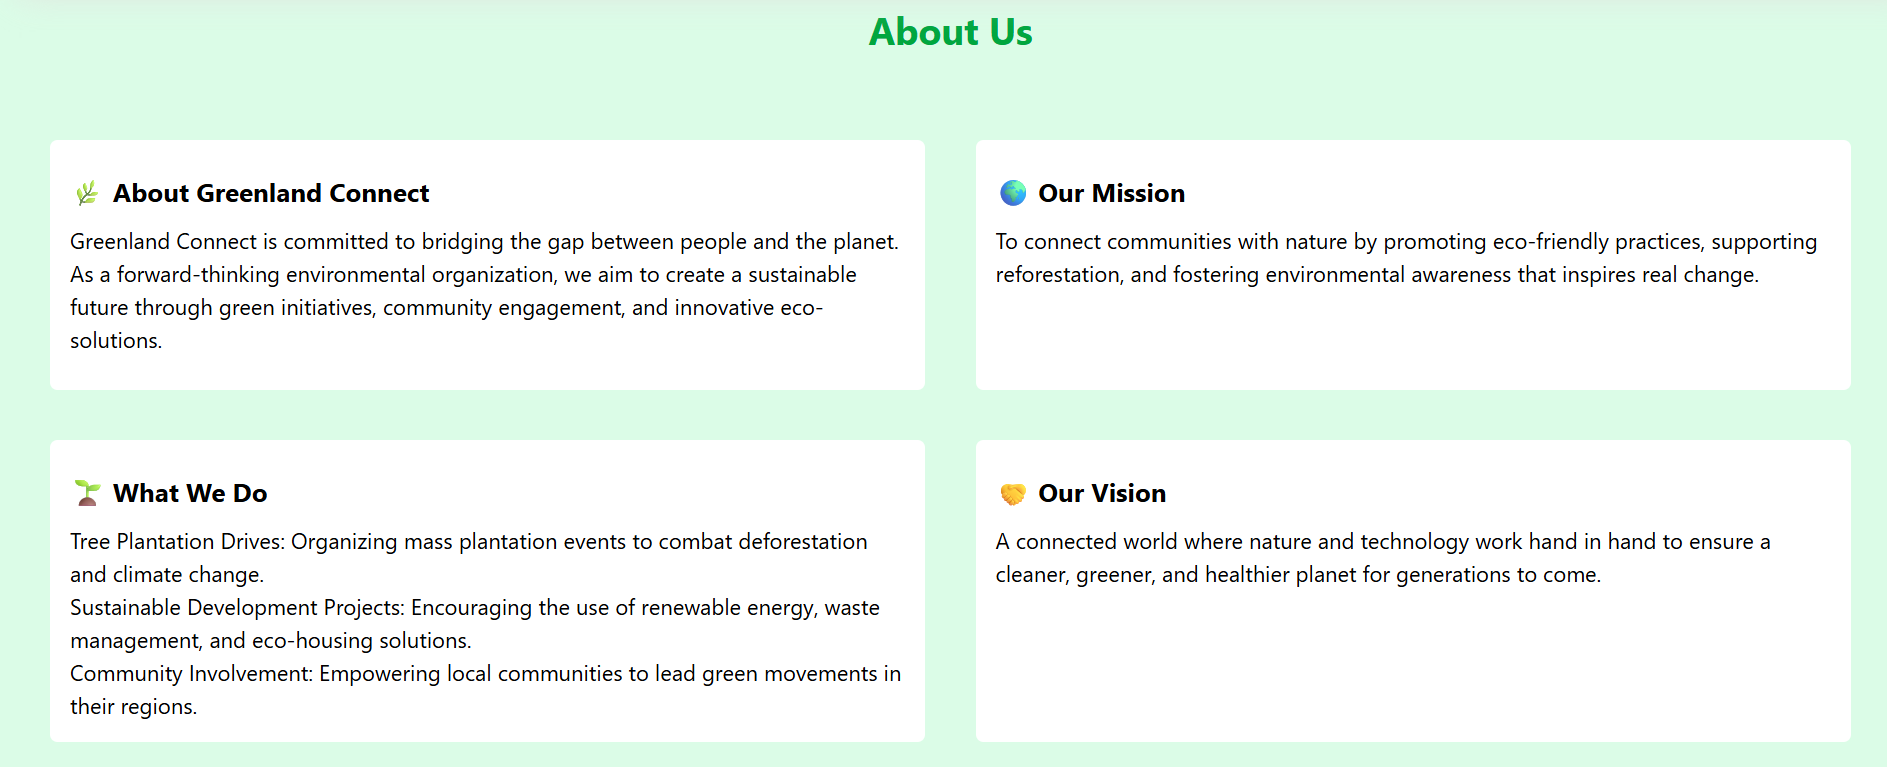 About Us
About Greenland Connect
Greenland Connect is committed to bridging the gap between people and the planet.
As a forward-thinking environmental organization, we aim to create a sustainable
future through green initiatives, community engagement, and innovative eco-
solutions.
Our Mission
To connect communities with nature by promoting eco-friendly practices, supporting
reforestation, and fostering environmental awareness that inspires real change.
What We Do
Tree Plantation Drives: Organizing mass plantation events to combat deforestation
and climate change.
Sustainable Development Projects: Encouraging the use of renewable energy, waste
management, and eco-housing solutions.
Community Involvement: Empowering local communities to lead green movements in
their regions.
Our Vision
A connected world where nature and technology work hand in hand to ensure a
cleaner, greener, and healthier planet for generations to come.